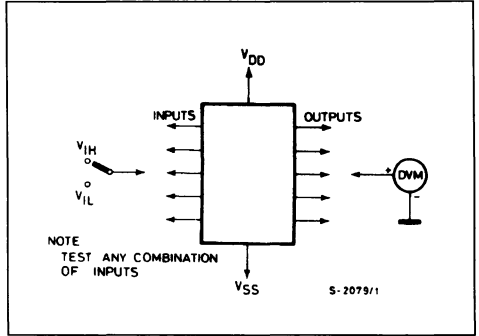 VDD
INPUTS
OUTPUTS
VIH
VIL
+
DVM
-
NOTE
TEST ANY COMBINATION
OF INPUTS
VSS
S-2079/1